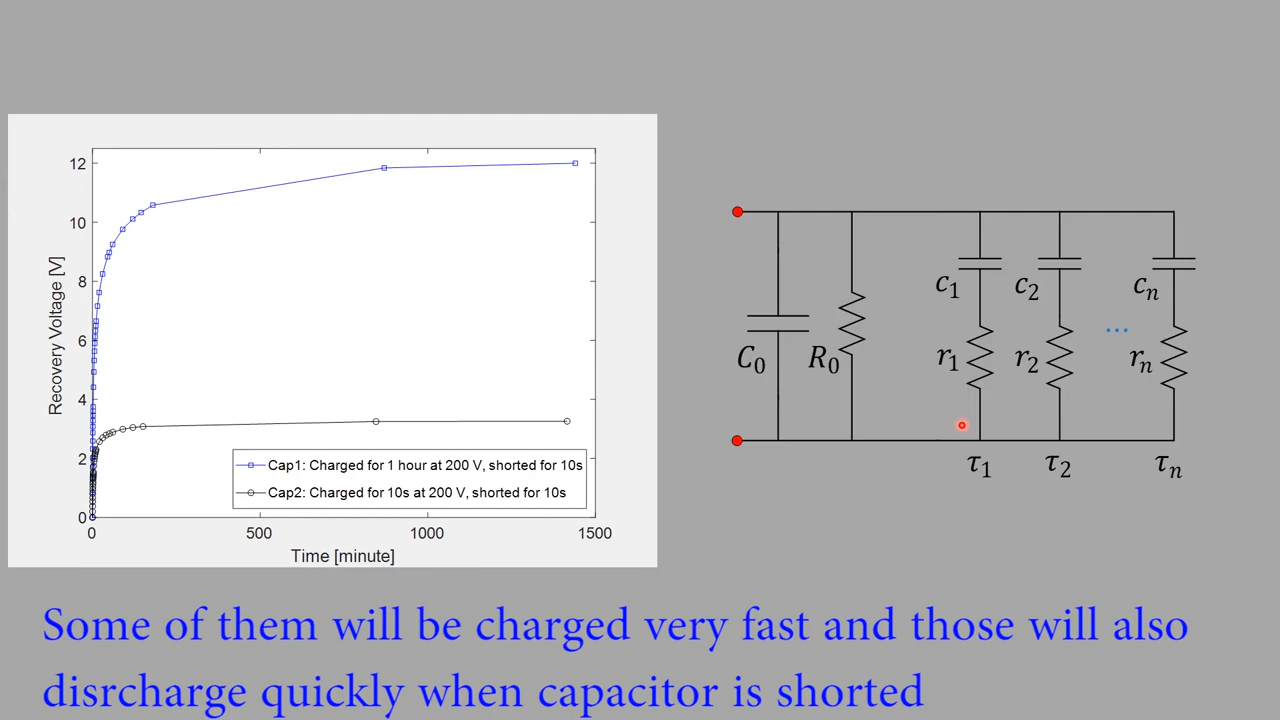 12
10
8
6
4
2
0
Recovery Voltage [V]
Cap1: Charged for 1 hour at 200 V, shorted for 10s
Cap2: Charged for 10s at 200 V, shorted for 10s
0 500 1000 1500
Time [minute]
C₀ R₀ c₁ c₂ cₙ
r₁ r₂ ... rₙ
τ₁ τ₂ τₙ
Some of them will be charged very fast and those will also
disrcharge quickly when capacitor is shorted